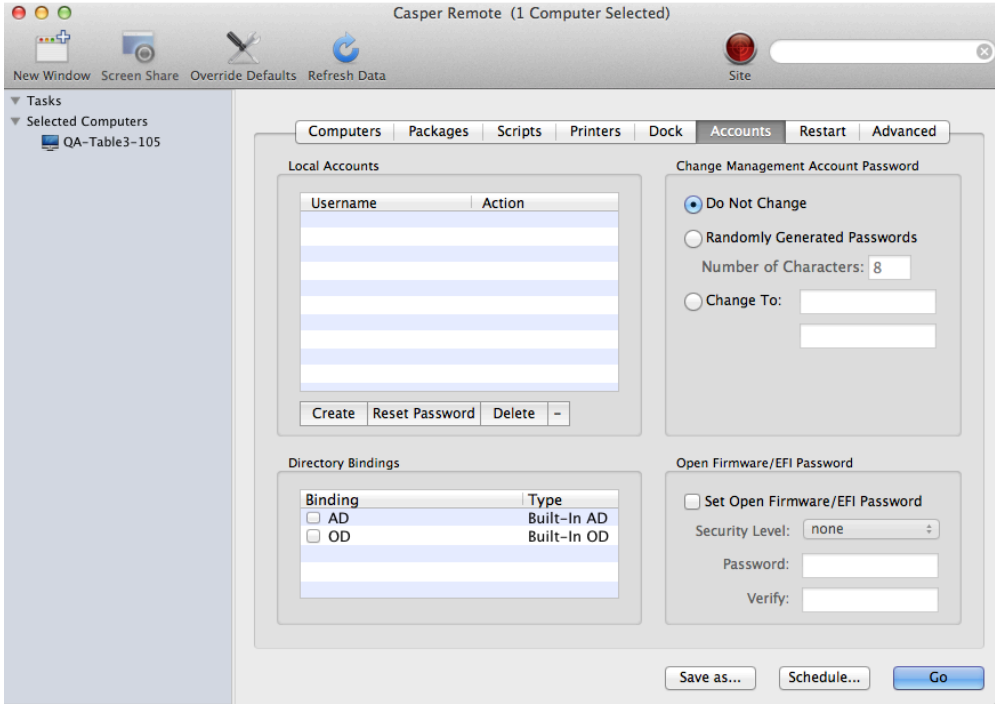 Casper Remote (1 Computer Selected)
New Window Screen Share Override Defaults Refresh Data Site
Tasks
Selected Computers
QA-Table3-105
Computers Packages Scripts Printers Dock Accounts Restart Advanced
Local Accounts
Username Action
Create Reset Password Delete -
Change Management Account Password
Do Not Change
Randomly Generated Passwords
Number of Characters: 8
Change To:
Directory Bindings
Binding Type
AD Built-In AD
OD Built-In OD
Open Firmware/EFI Password
Set Open Firmware/EFI Password
Security Level: none
Password:
Verify:
Save as... Schedule... Go